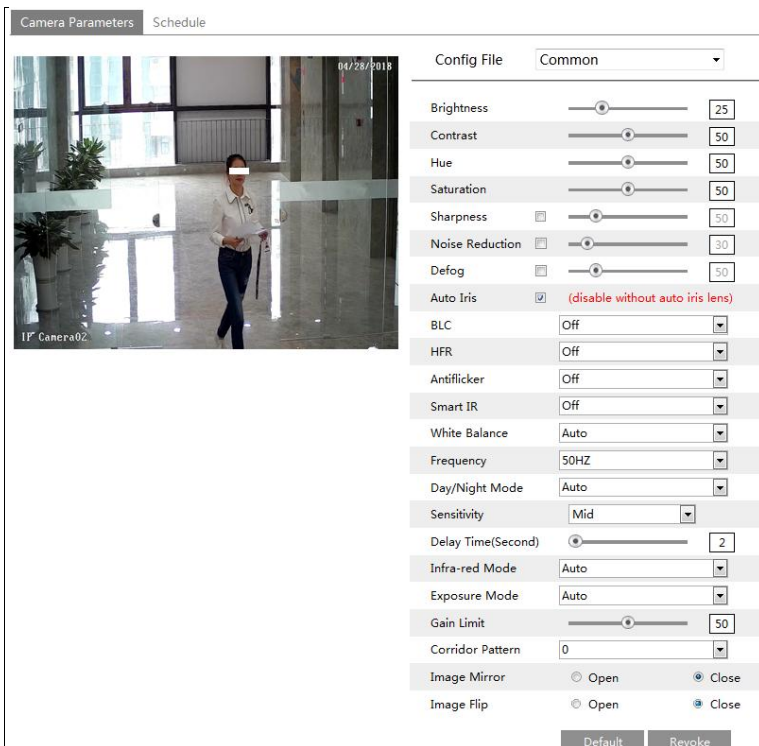 Camera Parameters Schedule
04/28/2018
IP Camera02
Config File Common
Brightness 25
Contrast 50
Hue 50
Saturation 50
Sharpness 50
Noise Reduction 30
Defog 50
Auto Iris (disable without auto iris lens)
BLC Off
HFR Off
Antiflicker Off
Smart IR Off
White Balance Auto
Frequency 50HZ
Day/Night Mode Auto
Sensitivity Mid
Delay Time(Second) 2
Infra-red Mode Auto
Exposure Mode Auto
Gain Limit 50
Corridor Pattern 0
Image Mirror Open Close
Image Flip Open Close
Default Revoke